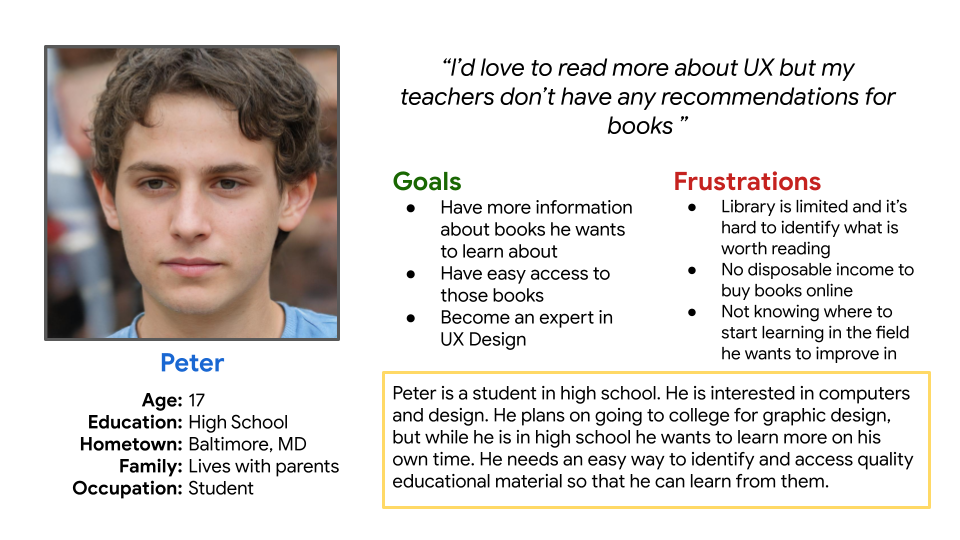 “I’d love to read more about UX but my
teachers don’t have any recommendations for
books ”
Goals
● Have more information
about books he wants
to learn about
● Have easy access to
those books
● Become an expert in
UX Design
Frustrations
● Library is limited and it’s
hard to identify what is
worth reading
● No disposable income to
buy books online
● Not knowing where to
start learning in the field
he wants to improve in
Peter
Age: 17
Education: High School
Hometown: Baltimore, MD
Family: Lives with parents
Occupation: Student
Peter is a student in high school. He is interested in computers
and design. He plans on going to college for graphic design,
but while he is in high school he wants to learn more on his
own time. He needs an easy way to identify and access quality
educational material so that he can learn from them.